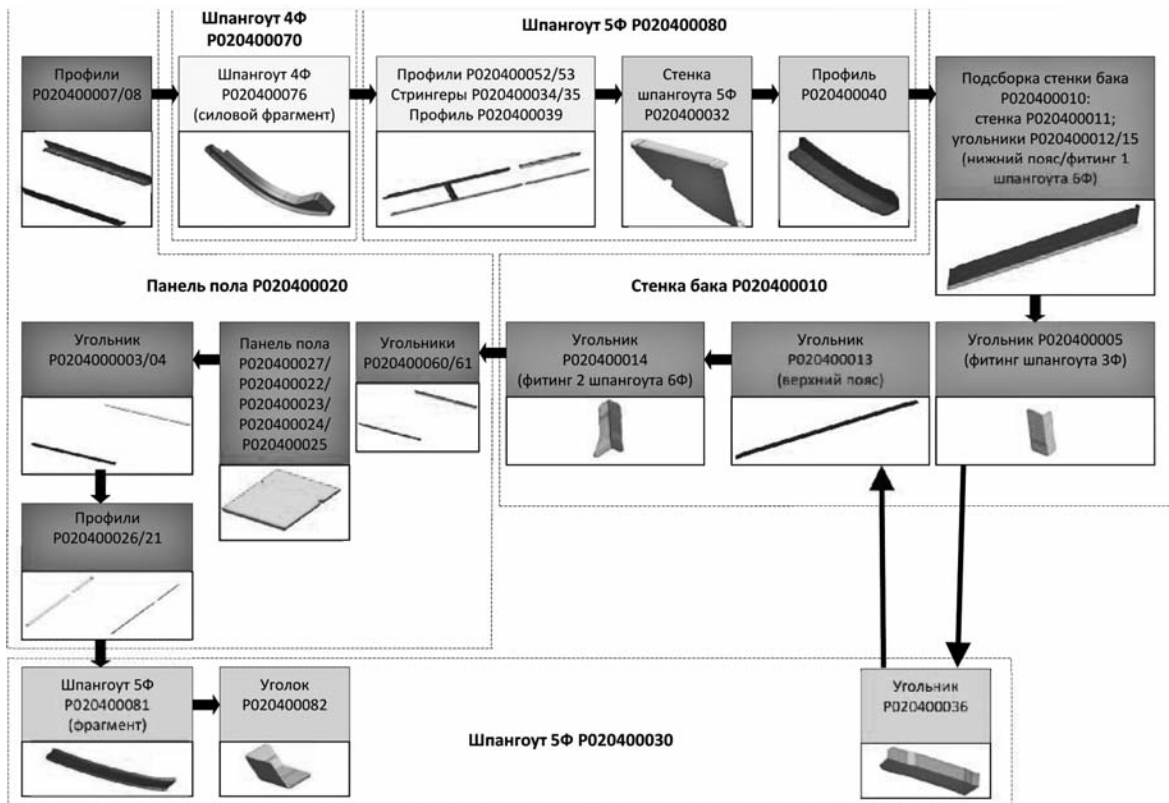 Шпангоут 4Ф
Р020400070
Шпангоут 5Ф Р020400080
Профили
Р020400007/08
Шпангоут 4Ф
Р020400076
(силовой фрагмент)
Профили Р020400052/53
Стрингеры Р020400034/35
Профиль Р020400039
Стенка
шпангоута 5Ф
Р020400032
Профиль
Р020400040
Подсборка стенки бака
Р020400010:
стенка Р020400011;
угольники Р020400012/15
(нижний пояс/фитинг 1
шпангоута 6Ф)
Панель пола Р020400020
Стенка бака Р020400010
Угольник
Р0204000003/04
Панель пола
Р020400027/
Р020400022/
Р020400023/
Р020400024/
Р020400025
Угольники
Р020400060/61
Угольник
Р020400014
(фитинг 2 шпангоута 6Ф)
Угольник
Р020400013
(верхний пояс)
Угольник Р020400005
(фитинг шпангоута 3Ф)
Профили
Р020400026/21
Шпангоут 5Ф
Р020400081
(фрагмент)
Уголок
Р020400082
Шпангоут 5Ф Р020400030
Угольник
Р020400036